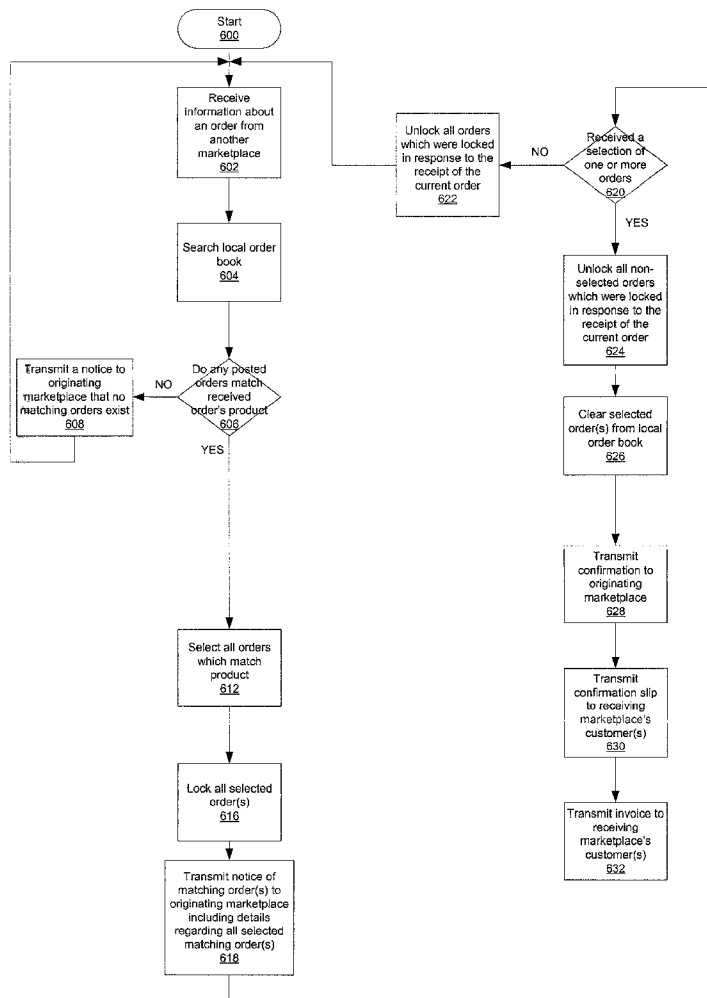 Start
600
Receive
information about
an order from
another
marketplace
602
Search local order
book
604
Do any posted
orders match
received
order's product
606
NO
YES
Transmit a notice to
originating
marketplace that no
matching orders exist
608
Select all orders
which match
product
612
Lock all selected
order(s)
616
Transmit notice of
matching order(s) to
originating marketplace
including details
regarding all selected
matching order(s)
618
Received a
selection of
one or more
orders
620
NO
YES
Unlock all orders
which were locked
in response to the
receipt of the
current order
622
Unlock all non-
selected orders
which were locked
in response to the
receipt of the
current order
624
Clear selected
order(s) from local
order book
626
Transmit
confirmation to
originating
marketplace
628
Transmit
confirmation slip
to receiving
marketplace's
customer(s)
630
Transmit invoice to
receiving
marketplace's
customer(s)
632